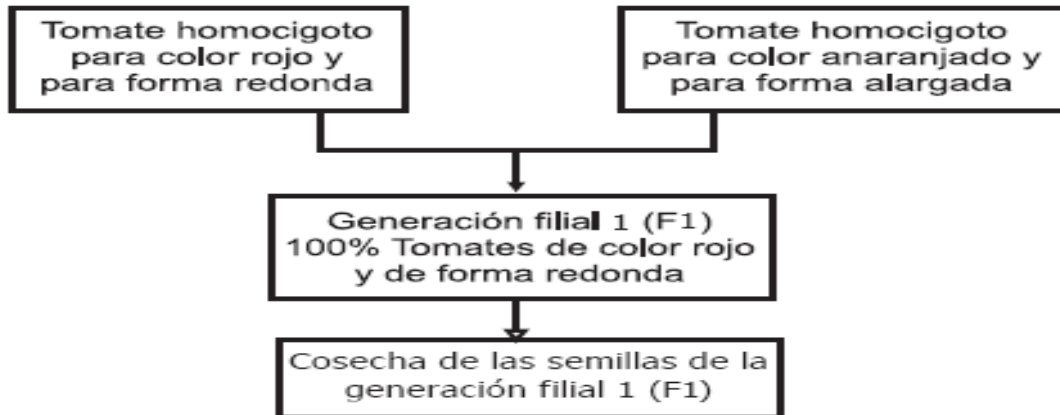 Tomate homocigoto
para color rojo y
para forma redonda
Tomate homocigoto
para color anaranjado y
para forma alargada
Generación filial 1 (F1)
100% Tomates de color rojo
y de forma redonda
Cosecha de las semillas de la
generación filial 1 (F1)